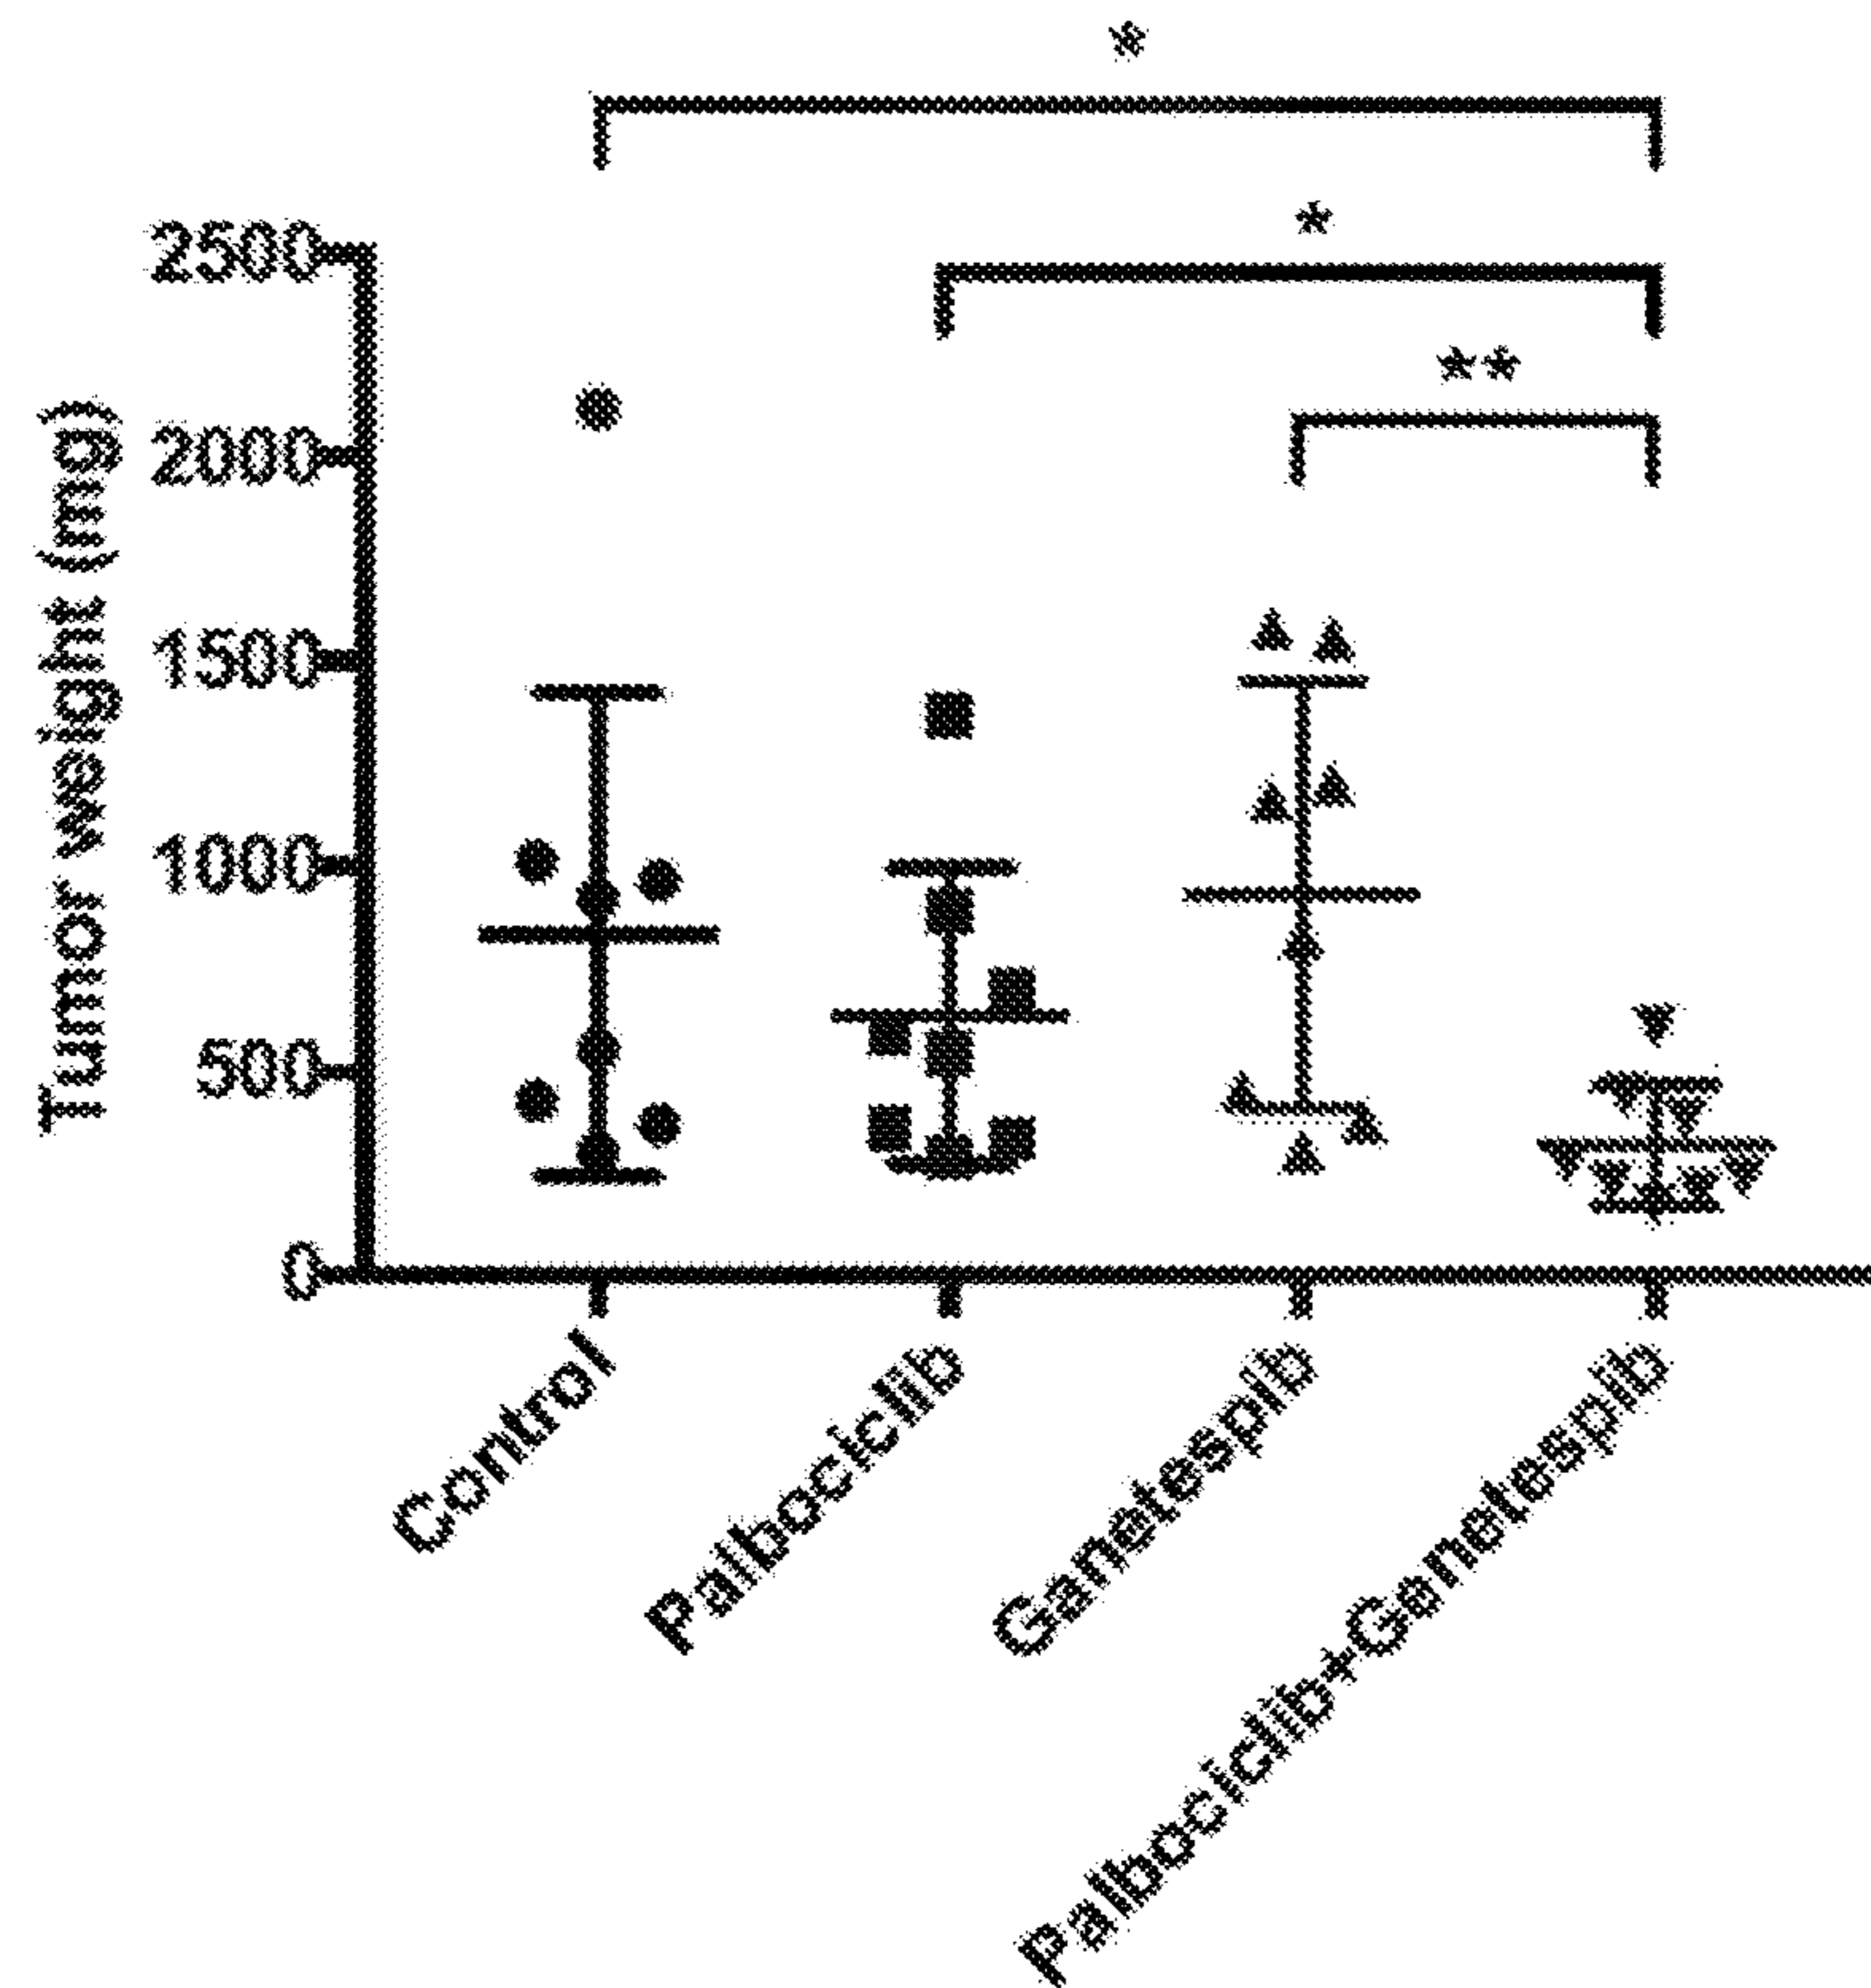 *
*
**
Tumor weight (mg)
2500
2000
1500
1000
500
0
Control
Palbociclib
Ganetespib
Palbociclib+Ganetespib